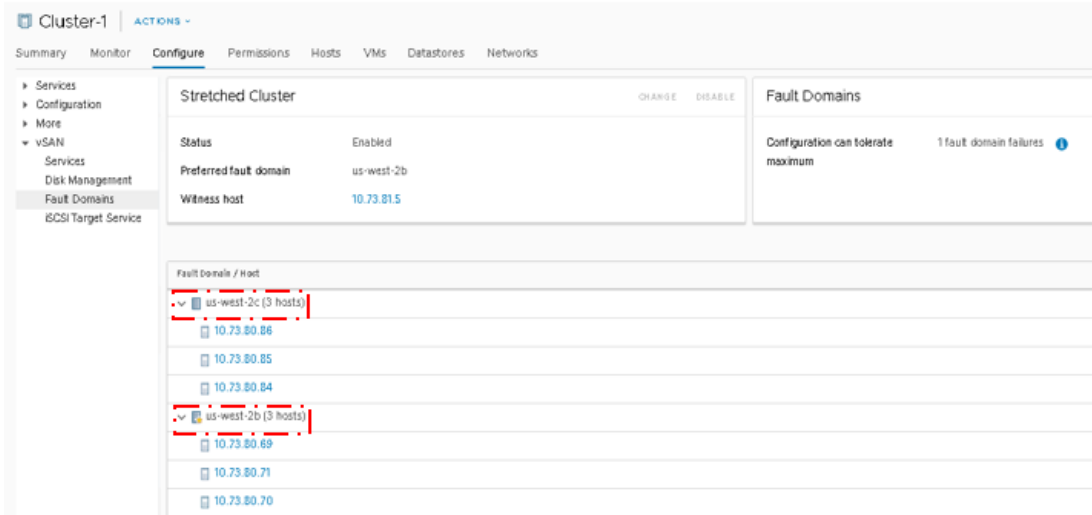 Cluster-1 ACTIONS
Summary Monitor Configure Permissions Hosts VMs Datastores Networks
Services
Configuration
More
vSAN
Services
Disk Management
Fault Domains
iSCSI Target Service
Stretched Cluster CHANGE DISABLE
Status Enabled
Preferred fault domain us-west-2b
Witness host 10.73.81.5
Fault Domains
Configuration can tolerate 1 fault domain failures
maximum
Fault Domain / Host
us-west-2c (3 hosts)
10.73.80.86
10.73.80.85
10.73.80.84
us-west-2b (3 hosts)
10.73.80.69
10.73.80.71
10.73.80.70